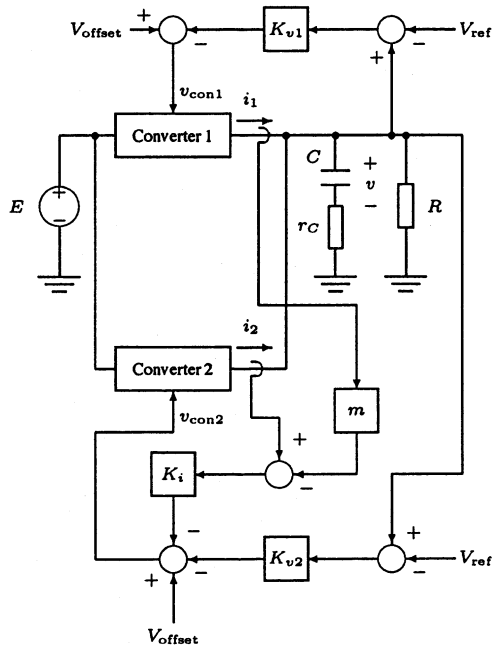 V_offset + − K_v1 − V_ref
+
v_con1
i_1
Converter 1
C + v −
E + −
r_C R
i_2
Converter 2
v_con2
m
+
K_i −
−
+ − K_v2 + − V_ref
V_offset